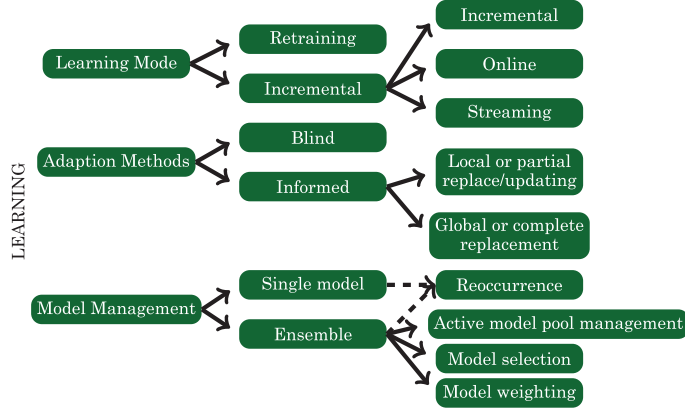 LEARNING
Learning Mode
Retraining
Incremental
Incremental
Online
Streaming
Adaption Methods
Blind
Informed
Local or partial
replace/updating
Global or complete
replacement
Model Management
Single model
Ensemble
Reoccurrence
Active model pool management
Model selection
Model weighting